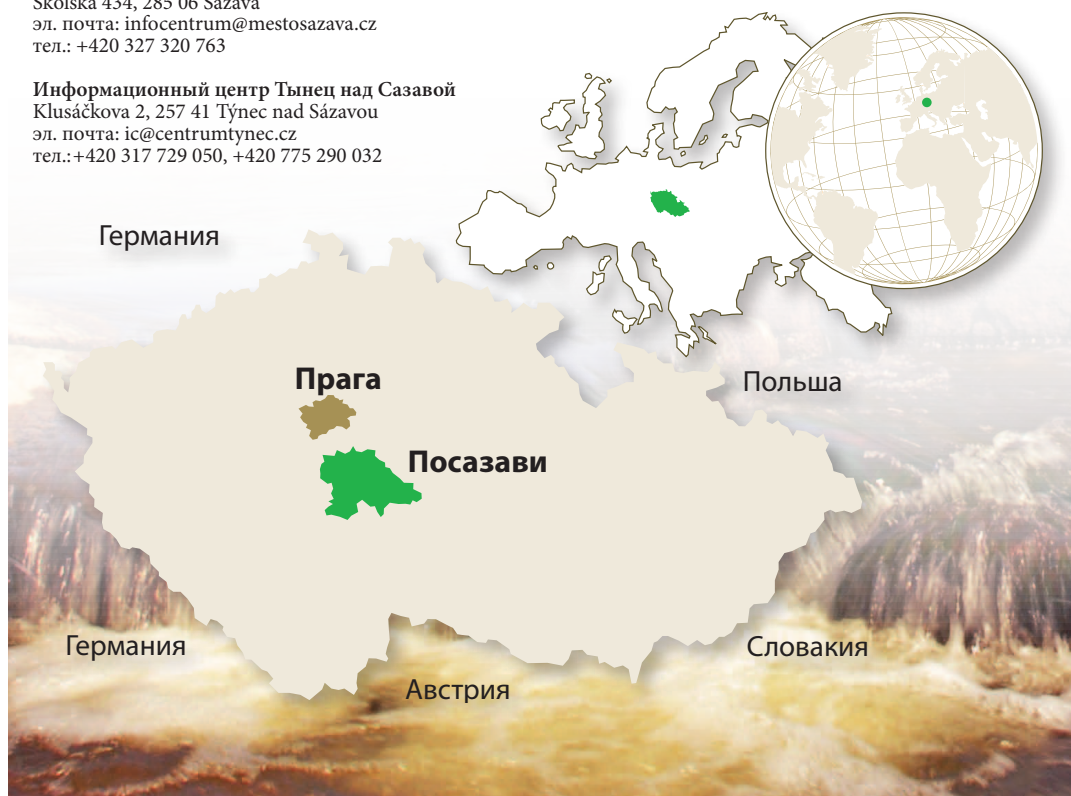 Školská 434, 285 06 Sázava
эл. почта: infocentrum@mestosazava.cz
тел.: +420 327 320 763
Информационный центр Тынец над Сазавой
Klusáčkova 2, 257 41 Týnec nad Sázavou
эл. почта: ic@centrumtynec.cz
тел.:+420 317 729 050, +420 775 290 032
Германия
Прага
Польша
Посазави
Германия
Словакия
Австрия